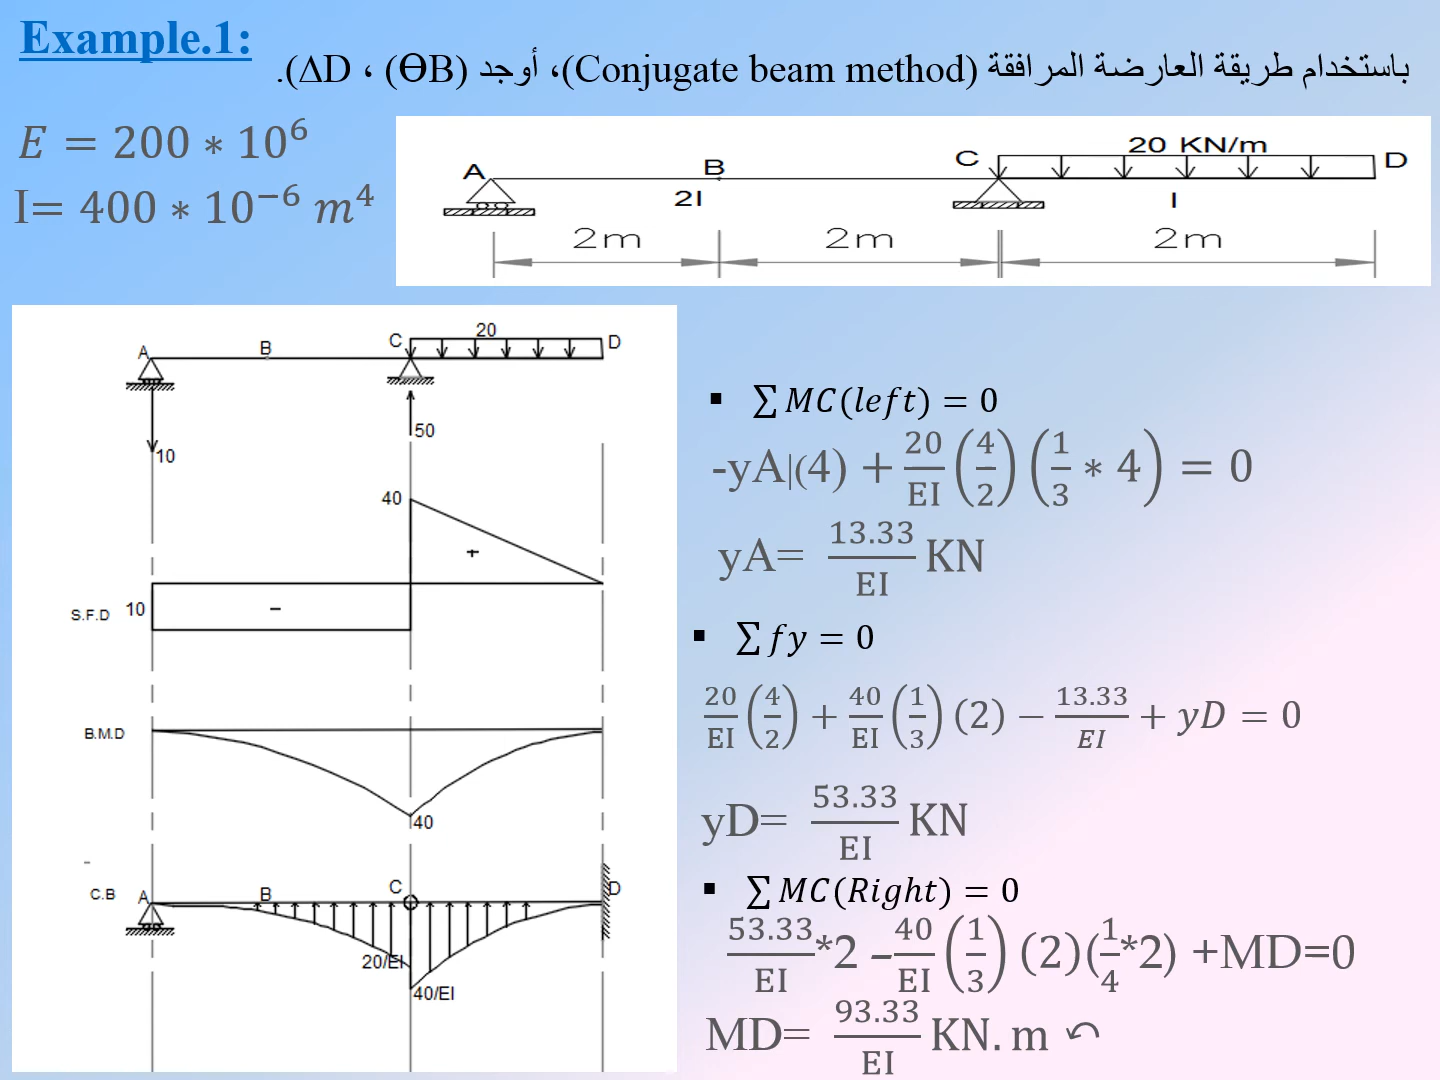 Example.1:
باستخدام طريقة العارضة المرافقة (Conjugate beam method)، أوجد (ƟB) ، ΔD).
E = 200 ∗ 10⁶
I= 400 ∗ 10⁻⁶ m⁴
A B C 20 KN/m D
2I I
2m 2m 2m
A B C 20 D
10 50
40
+
S.F.D 10 −
B.M.D
40
C.B A B C D
20/EI
40/EI
▪ ∑ MC(left) = 0
-yA|(4) + 20/EI (4/2) (1/3 ∗ 4) = 0
yA= 13.33/EI KN
▪ ∑ fy = 0
20/EI (4/2) + 40/EI (1/3) (2) − 13.33/EI + yD = 0
yD= 53.33/EI KN
▪ ∑ MC(Right) = 0
53.33/EI *2 – 40/EI (1/3) (2)(1/4*2) +MD=0
MD= 93.33/EI KN.m ↶